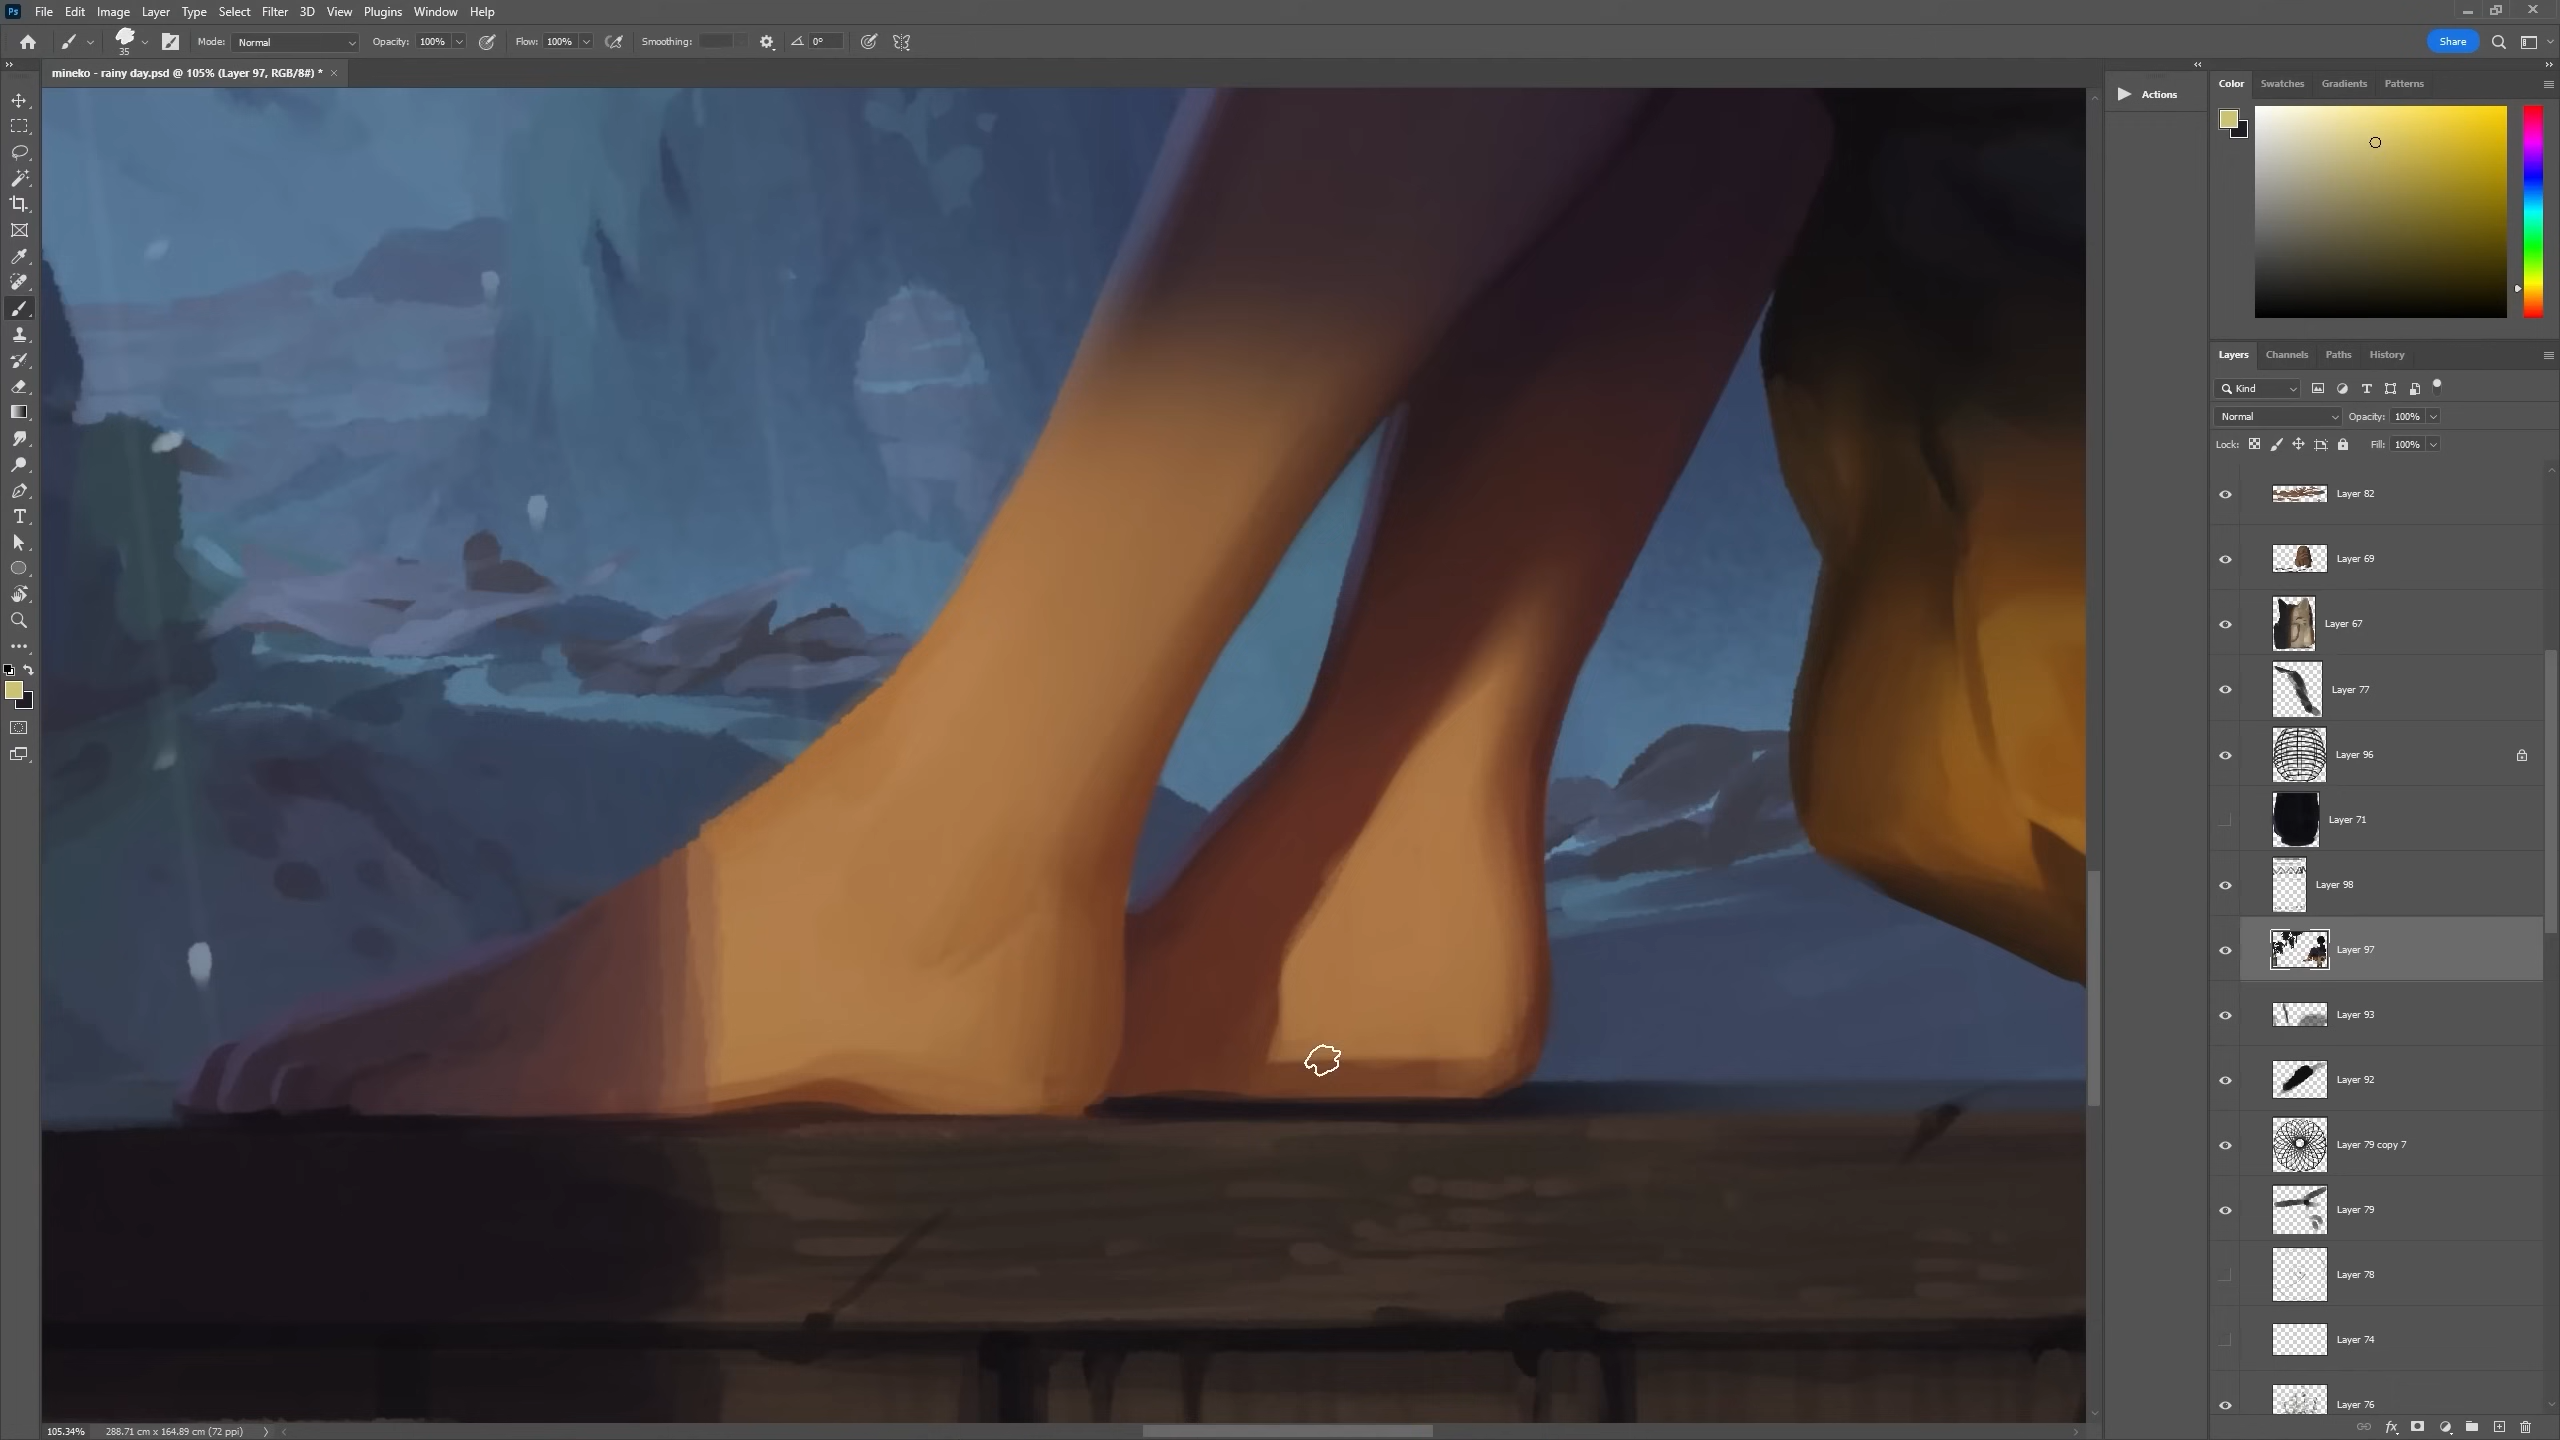 Ps File Edit Image Layer Type Select Filter 3D View Plugins Window Help
35 Mode: Normal Opacity: 100% Flow: 100% Smoothing: 0° Share
mineko - rainy day.psd @ 105% (Layer 97, RGB/8#) * ×
Actions
Color Swatches Gradients Patterns
Layers Channels Paths History
Kind
Normal Opacity: 100%
Lock: Fill: 100%
Layer 82
Layer 69
Layer 67
Layer 77
Layer 96
Layer 71
Layer 98
Layer 97
Layer 93
Layer 92
Layer 79 copy 7
Layer 79
Layer 78
Layer 74
Layer 76
fx
105.34% 288.71 cm x 164.89 cm (72 ppi)